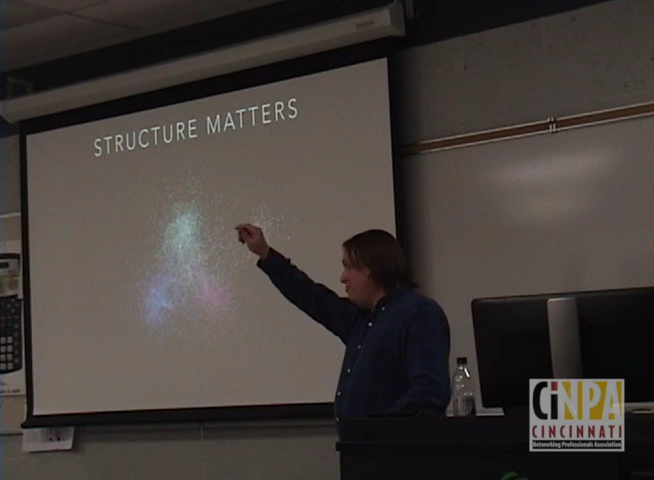 STRUCTURE MATTERS
CiNPA
CINCINNATI
Networking Professionals Association